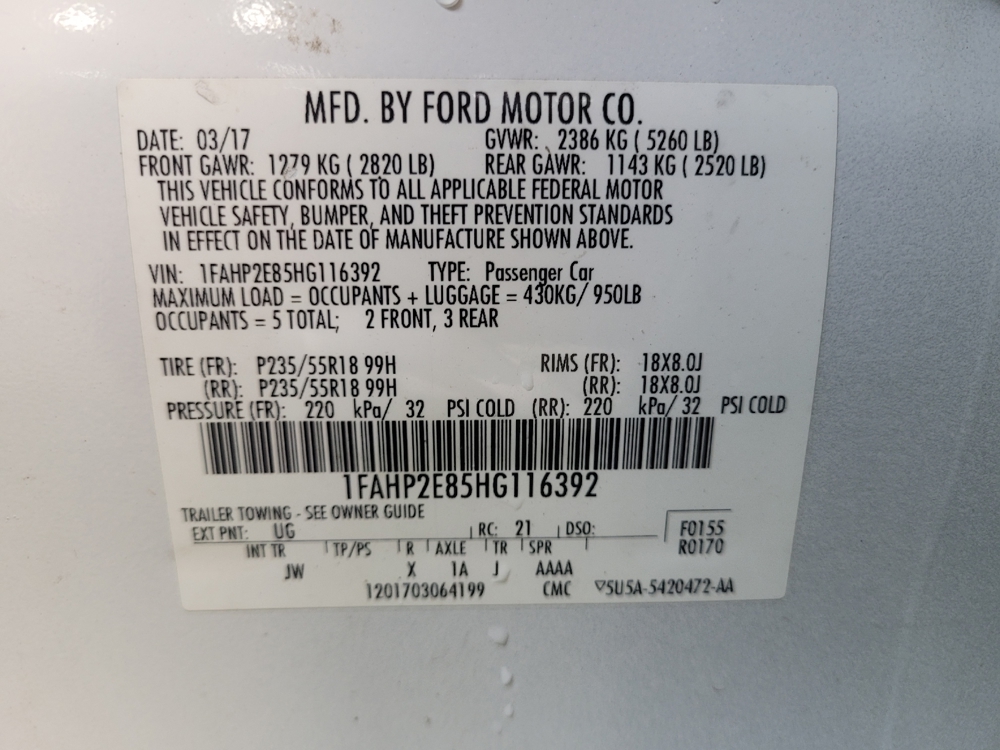 MFD. BY FORD MOTOR CO.
DATE: 03/17 GVWR: 2386 KG ( 5260 LB)
FRONT GAWR: 1279 KG ( 2820 LB) REAR GAWR: 1143 KG ( 2520 LB)
THIS VEHICLE CONFORMS TO ALL APPLICABLE FEDERAL MOTOR
VEHICLE SAFETY, BUMPER, AND THEFT PREVENTION STANDARDS
IN EFFECT ON THE DATE OF MANUFACTURE SHOWN ABOVE.
VIN: 1FAHP2E85HG116392 TYPE: Passenger Car
MAXIMUM LOAD = OCCUPANTS + LUGGAGE = 430KG/ 950LB
OCCUPANTS = 5 TOTAL; 2 FRONT, 3 REAR
TIRE (FR): P235/55R18 99H RIMS (FR): 18X8.0J
(RR): P235/55R18 99H (RR): 18X8.0J
PRESSURE (FR): 220 kPa/ 32 PSI COLD (RR): 220 kPa/ 32 PSI COLD
1FAHP2E85HG116392
TRAILER TOWING - SEE OWNER GUIDE
EXT PNT: UG RC: 21 DSO: F0155
INT TR TP/PS R AXLE TR SPR R0170
JW X 1A J AAAA
1201703064199 CMC ▽5U5A-5420472-AA